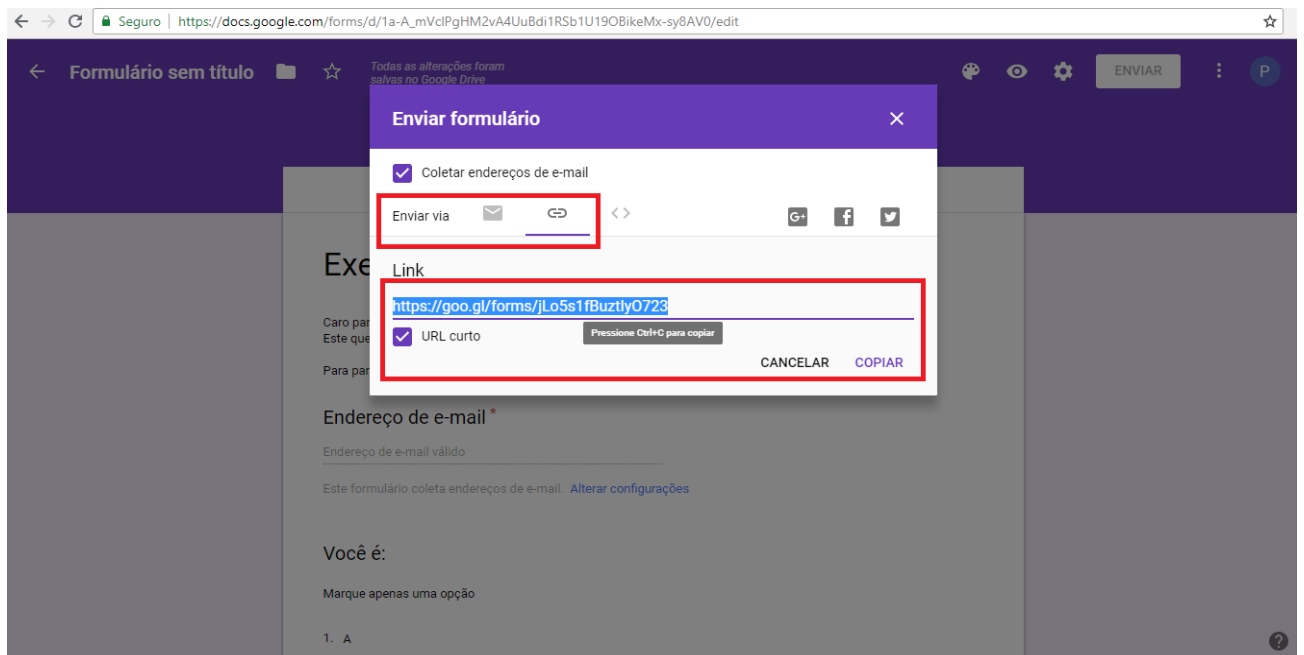 Seguro | https://docs.google.com/forms/d/1a-A_mVclPgHM2vA4UuBdi1RSb1U19OBikeMx-sy8AV0/edit
Formulário sem título
Todas as alterações foram
salvas no Google Drive
ENVIAR
P
Enviar formulário
Coletar endereços de e-mail
Enviar via
G+
Link
https://goo.gl/forms/jLo5s1fBuztlyO723
URL curto
Pressione Ctrl+C para copiar
CANCELAR COPIAR
Exe
Caro par
Este que
Para par
Endereço de e-mail *
Endereço de e-mail válido
Este formulário coleta endereços de e-mail. Alterar configurações
Você é:
Marque apenas uma opção
1. A